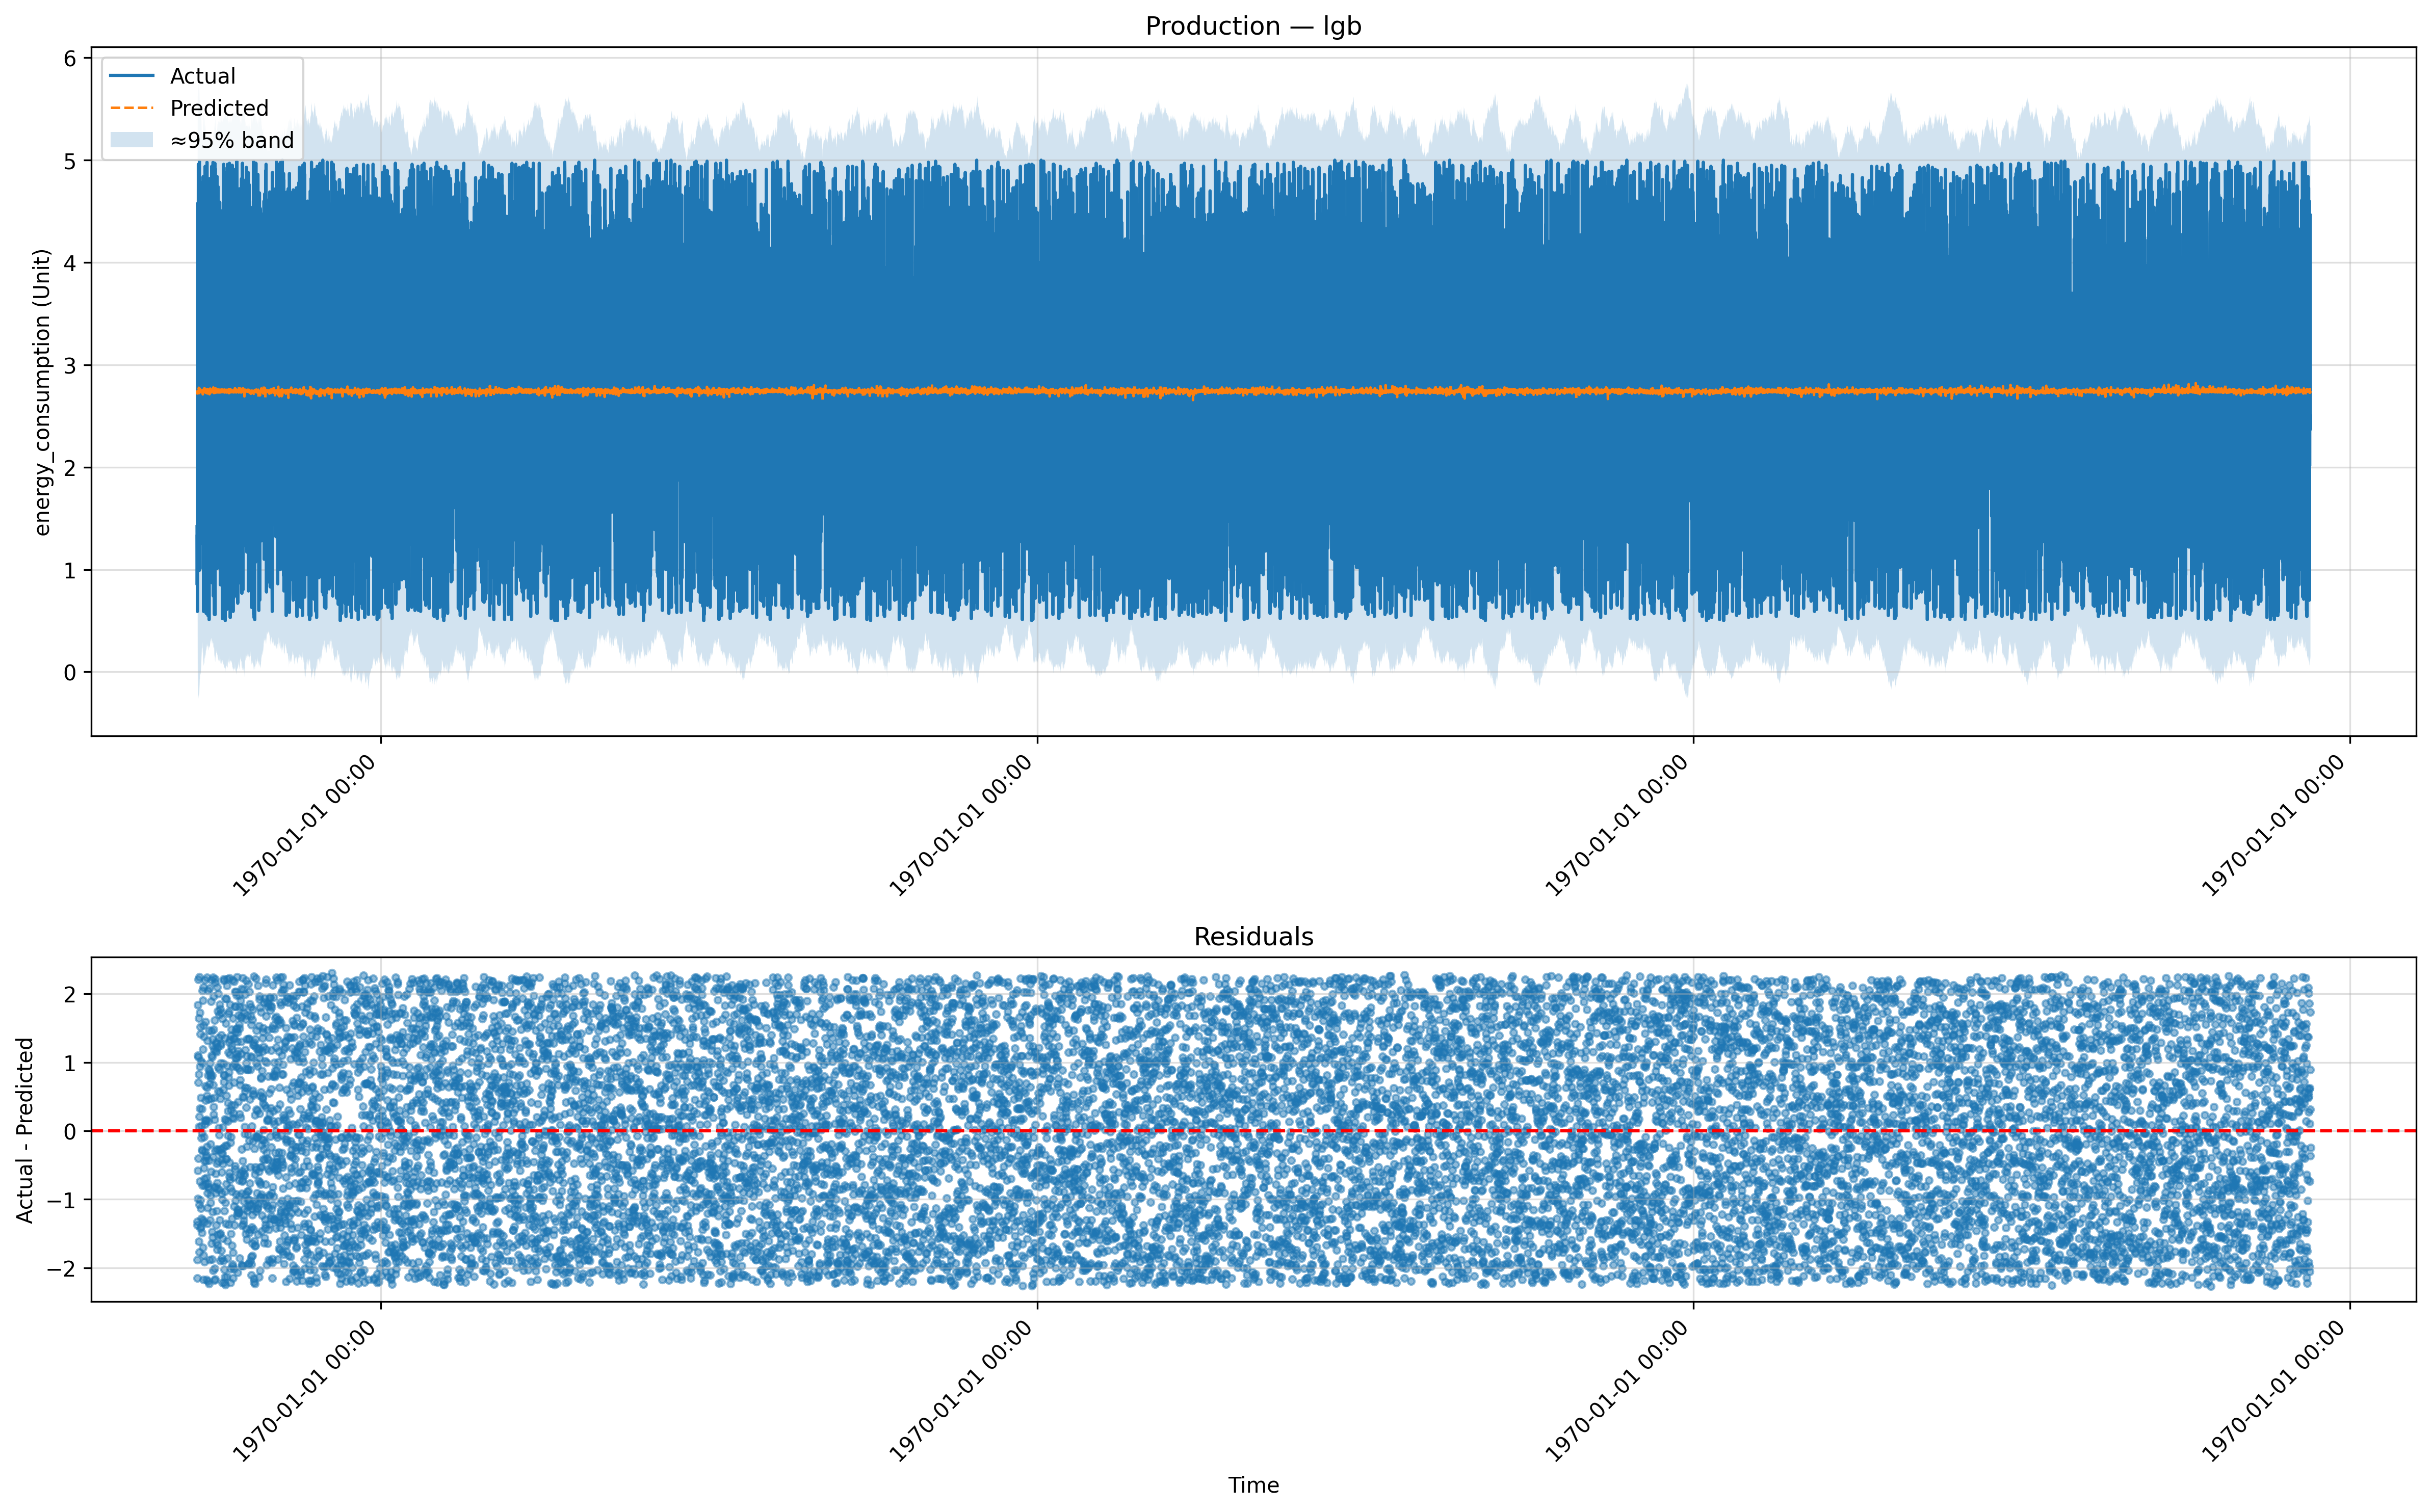 Production — lgb
6
5
4
3
2
1
0
energy_consumption (Unit)
Actual
Predicted
≈95% band
1970-01-01 00:00
1970-01-01 00:00
1970-01-01 00:00
1970-01-01 00:00
Residuals
2
1
0
−1
−2
Actual - Predicted
1970-01-01 00:00
1970-01-01 00:00
1970-01-01 00:00
1970-01-01 00:00
Time